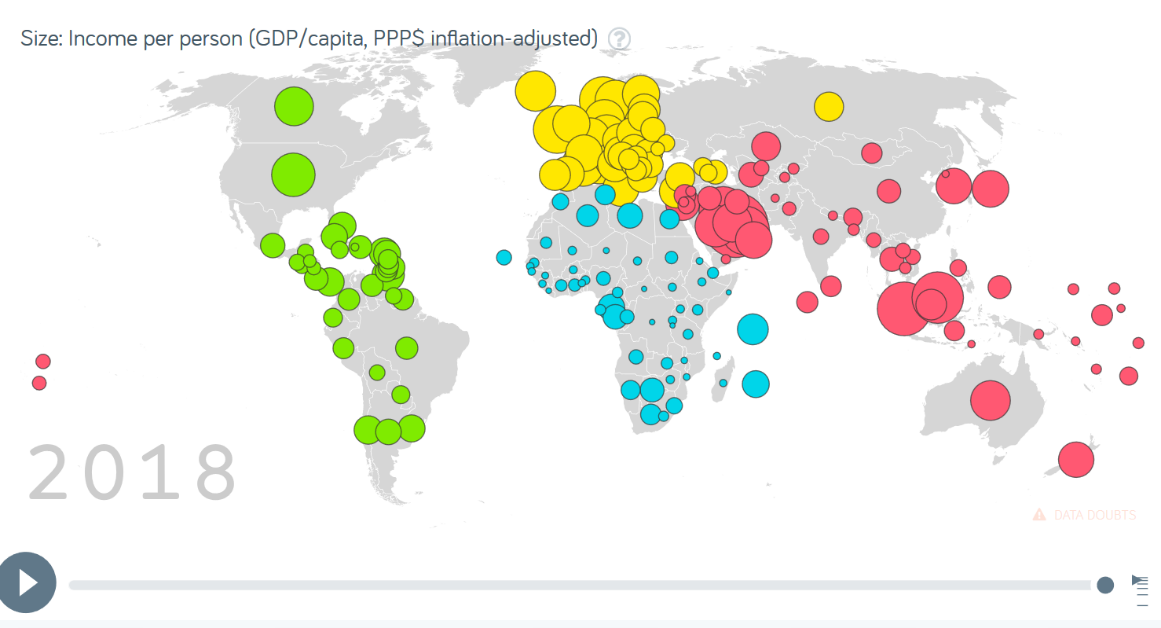 Size: Income per person (GDP/capita, PPP$ inflation-adjusted) ?
2018
DATA DOUBTS